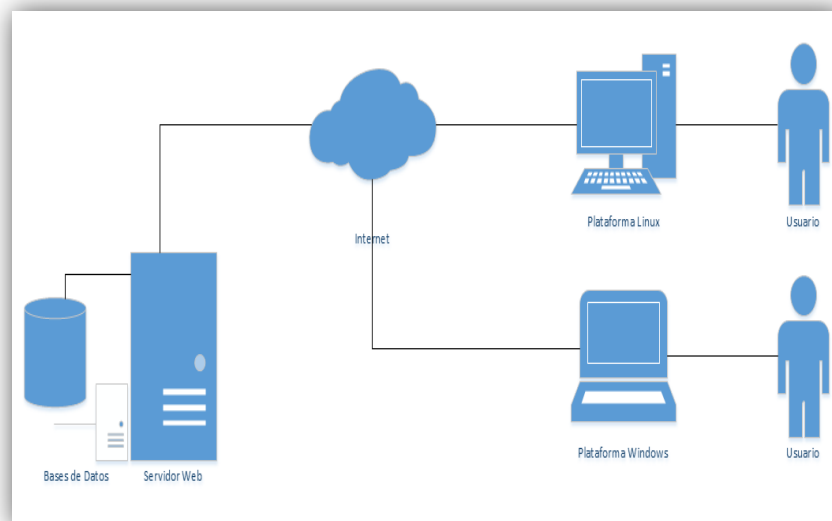 Plataforma Linux
Usuario
Internet
Plataforma Windows
Usuario
Bases de Datos
Servidor Web